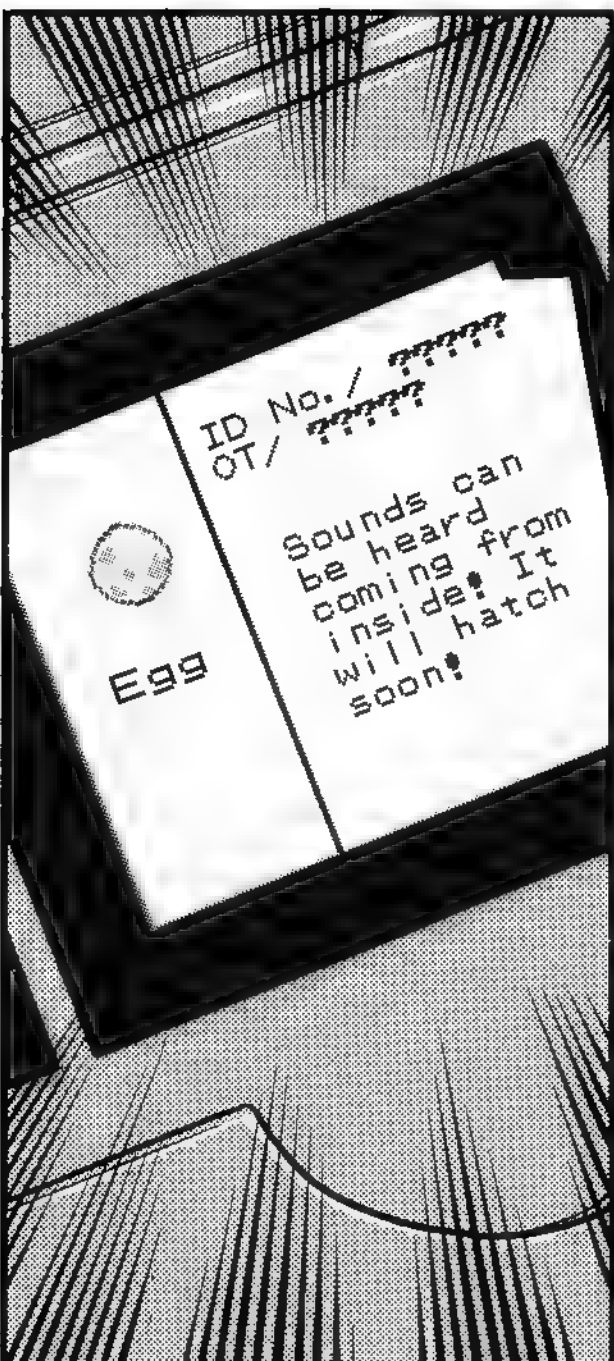 ID No./ ?????
OT/ ?????
Sounds can
be heard
coming from
inside! It
will hatch
soon!
Egg